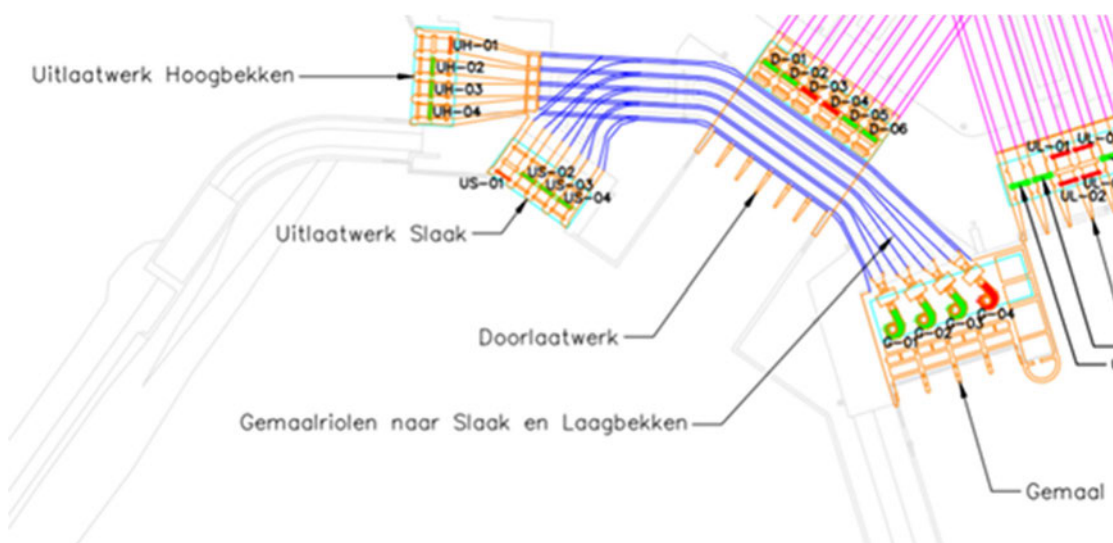 UH-01
Uitlaatwerk Hoogbekken
UH-02
UH-03
UH-04
D-01
D-02
D-03
D-04
D-05
D-06
US-01
US-02
US-03
US-04
UL-01
UL-02
Uitlaatwerk Slaak
Doorlaatwerk
G-01
G-02
G-03
G-04
Gemaalriolen naar Slaak en Laagbekken
Gemaal